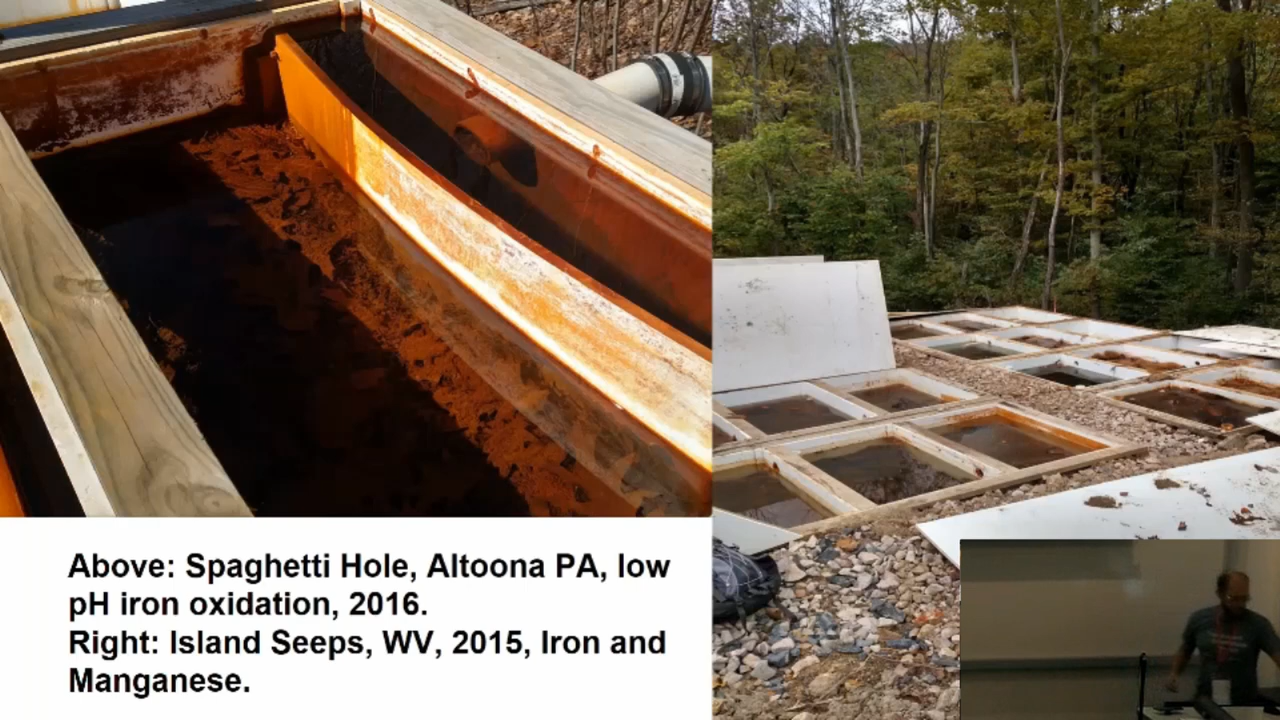 Above: Spaghetti Hole, Altoona PA, low
pH iron oxidation, 2016.
Right: Island Seeps, WV, 2015, Iron and
Manganese.